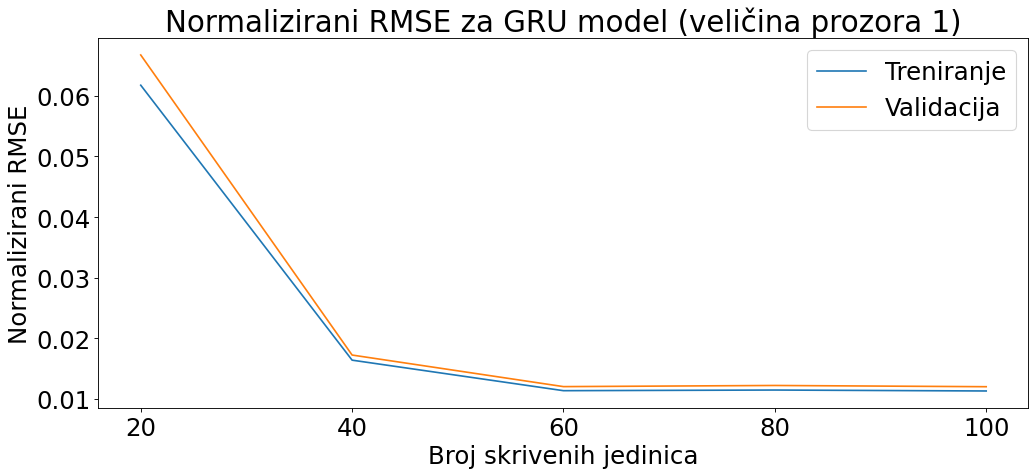 Normalizirani RMSE za GRU model (veličina prozora 1)
Treniranje
Validacija
Normalizirani RMSE
0.06
0.05
0.04
0.03
0.02
0.01
20 40 60 80 100
Broj skrivenih jedinica